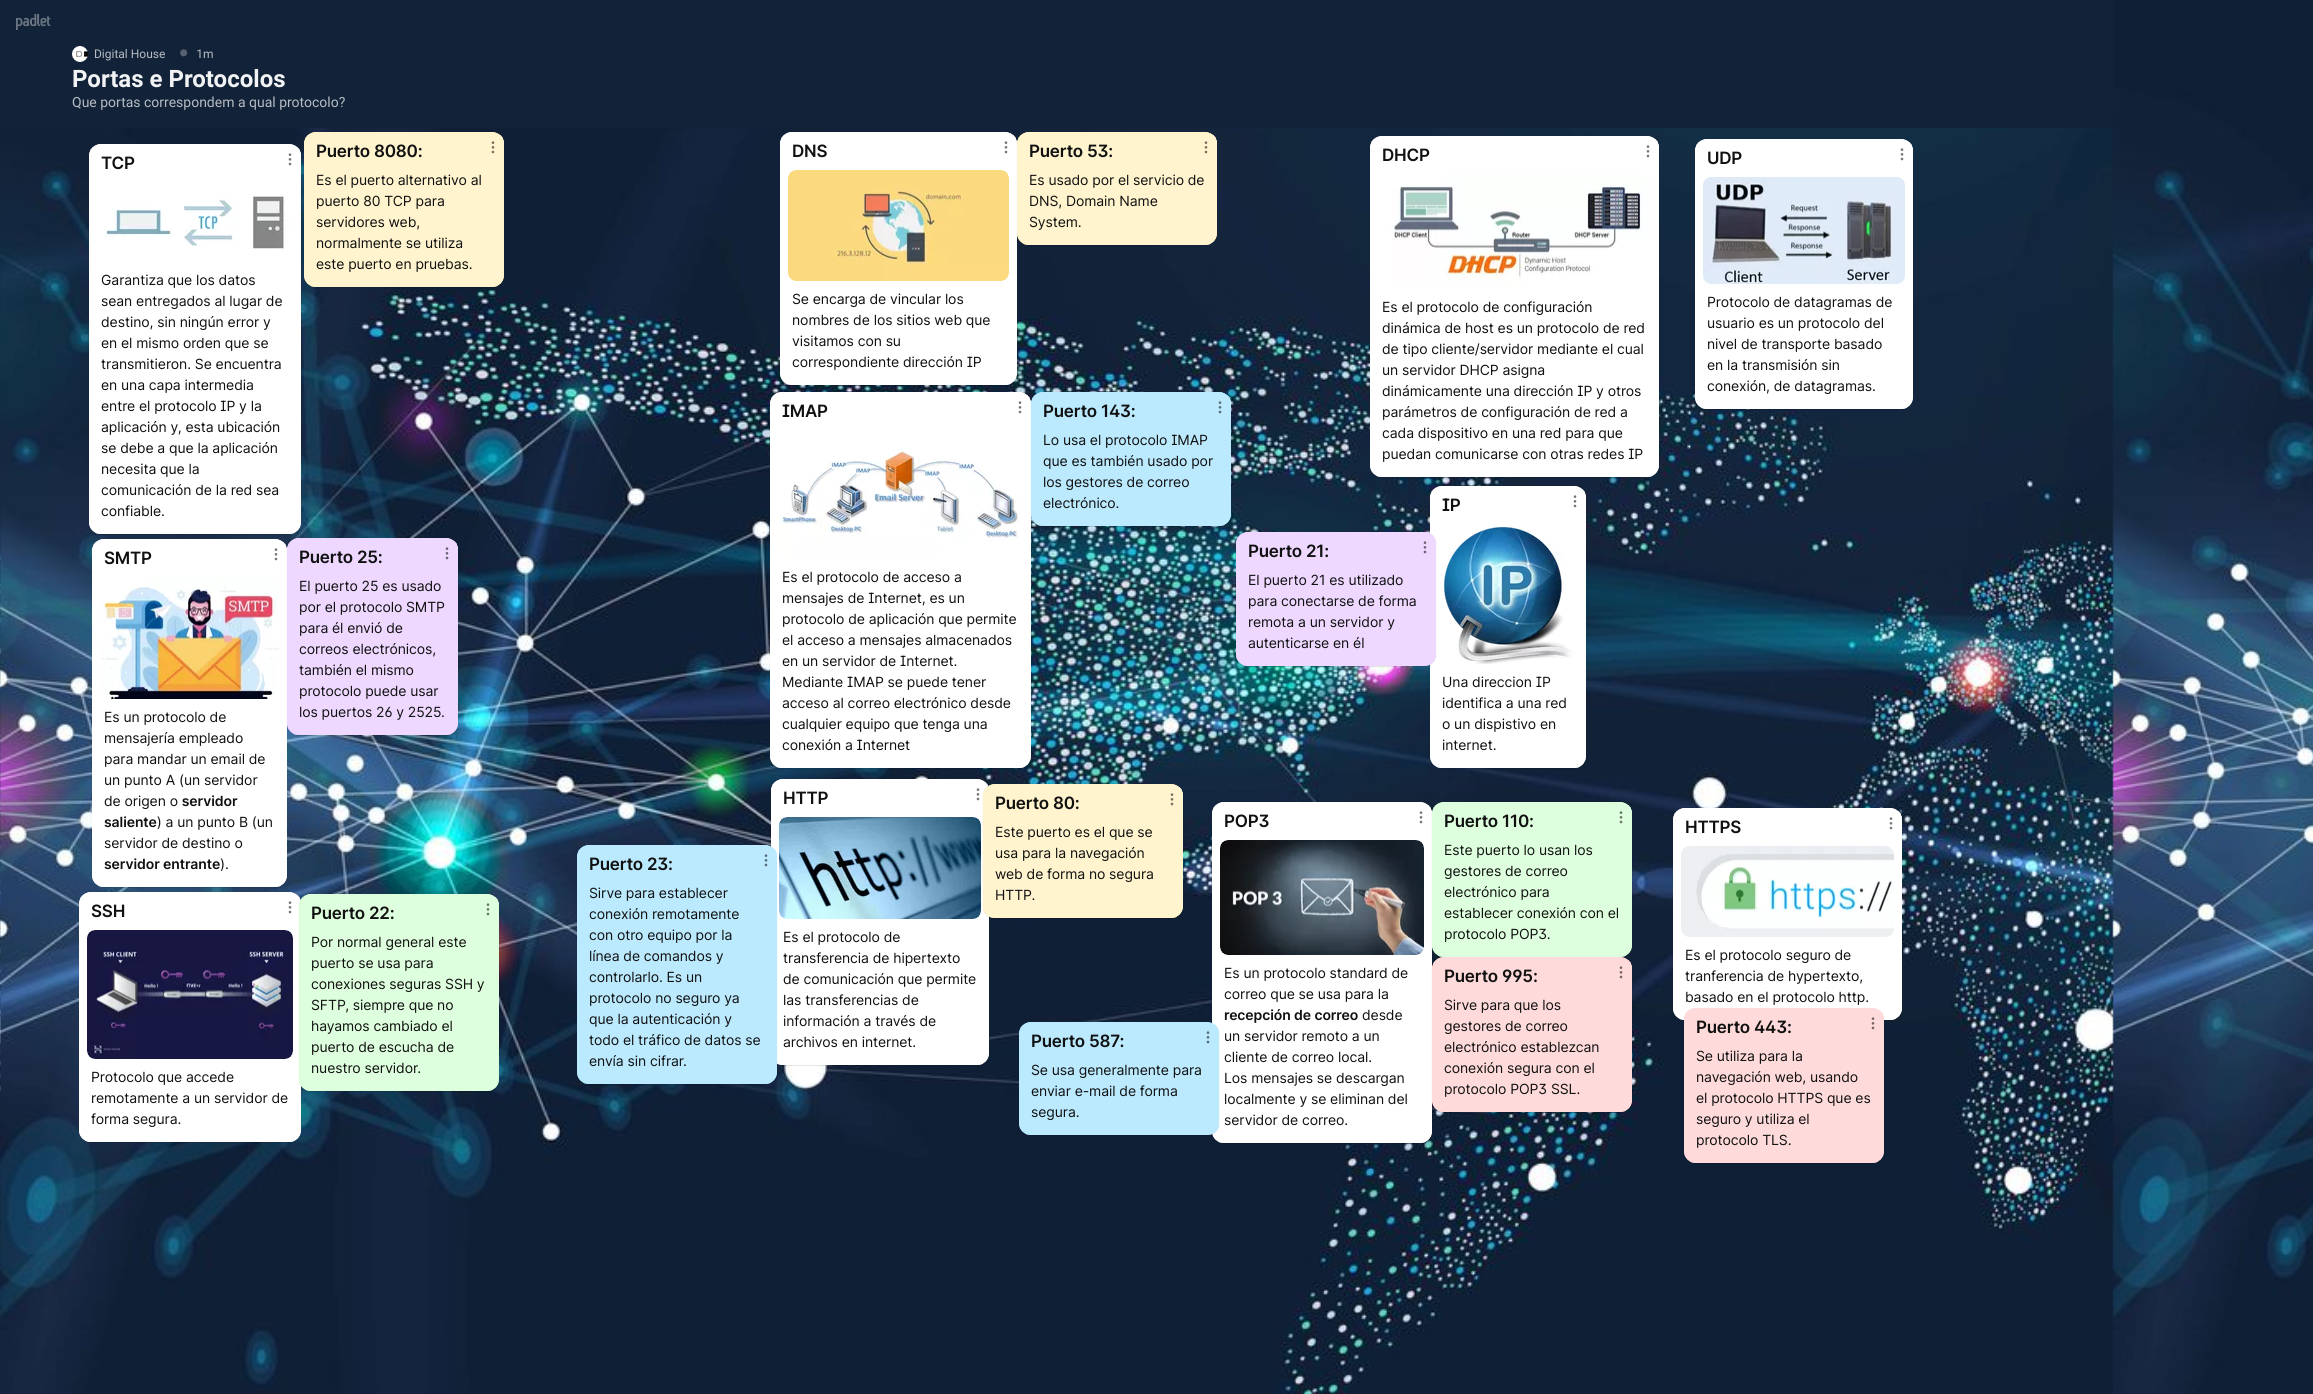 padlet
Digital House
1m
Portas e Protocolos
Que portas correspondem a qual protocolo?
TCP
TCP
Garantiza que los datos
sean entregados al lugar de
destino, sin ningún error y
en el mismo orden que se
transmitieron. Se encuentra
en una capa intermedia
entre el protocolo IP y la
aplicación y, esta ubicación
se debe a que la aplicación
necesita que la
comunicación de la red sea
confiable.
Puerto 8080:
Es el puerto alternativo al
puerto 80 TCP para
servidores web,
normalmente se utiliza
este puerto en pruebas.
SMTP
SMTP
Es un protocolo de
mensajería empleado
para mandar un email de
un punto A (un servidor
de origen o servidor
saliente) a un punto B (un
servidor de destino o
servidor entrante).
Puerto 25:
El puerto 25 es usado
por el protocolo SMTP
para él envió de
correos electrónicos,
también el mismo
protocolo puede usar
los puertos 26 y 2525.
SSH
SSH CLIENT
SSH SERVER
Hello !
Hello !
Protocolo que accede
remotamente a un servidor de
forma segura.
Puerto 22:
Por normal general este
puerto se usa para
conexiones seguras SSH y
SFTP, siempre que no
hayamos cambiado el
puerto de escucha de
nuestro servidor.
Puerto 23:
Sirve para establecer
conexión remotamente
con otro equipo por la
línea de comandos y
controlarlo. Es un
protocolo no seguro ya
que la autenticación y
todo el tráfico de datos se
envía sin cifrar.
DNS
domain.com
216.3.128.12
Se encarga de vincular los
nombres de los sitios web que
visitamos con su
correspondiente dirección IP
Puerto 53:
Es usado por el servicio de
DNS, Domain Name
System.
IMAP
IMAP
IMAP
IMAP
IMAP
Email Server
SmartPhone
Desktop PC
Tablet
Desktop PC
Es el protocolo de acceso a
mensajes de Internet, es un
protocolo de aplicación que permite
el acceso a mensajes almacenados
en un servidor de Internet.
Mediante IMAP se puede tener
acceso al correo electrónico desde
cualquier equipo que tenga una
conexión a Internet
Puerto 143:
Lo usa el protocolo IMAP
que es también usado por
los gestores de correo
electrónico.
HTTP
http://www
Es el protocolo de
transferencia de hipertexto
de comunicación que permite
las transferencias de
información a través de
archivos en internet.
Puerto 80:
Este puerto es el que se
usa para la navegación
web de forma no segura
HTTP.
Puerto 587:
Se usa generalmente para
enviar e-mail de forma
segura.
DHCP
DHCP Client
Router
DHCP Server
DHCP
Dynamic Host
Configuration Protocol
Es el protocolo de configuración
dinámica de host es un protocolo de red
de tipo cliente/servidor mediante el cual
un servidor DHCP asigna
dinámicamente una dirección IP y otros
parámetros de configuración de red a
cada dispositivo en una red para que
puedan comunicarse con otras redes IP
UDP
UDP
Request
Response
Response
Client
Server
Protocolo de datagramas de
usuario es un protocolo del
nivel de transporte basado
en la transmisión sin
conexión, de datagramas.
Puerto 21:
El puerto 21 es utilizado
para conectarse de forma
remota a un servidor y
autenticarse en él
IP
IP
Una direccion IP
identifica a una red
o un dispistivo en
internet.
POP3
POP 3
Es un protocolo standard de
correo que se usa para la
recepción de correo desde
un servidor remoto a un
cliente de correo local.
Los mensajes se descargan
localmente y se eliminan del
servidor de correo.
Puerto 110:
Este puerto lo usan los
gestores de correo
electrónico para
establecer conexión con el
protocolo POP3.
Puerto 995:
Sirve para que los
gestores de correo
electrónico establezcan
conexión segura con el
protocolo POP3 SSL.
HTTPS
https://
Es el protocolo seguro de
tranferencia de hypertexto,
basado en el protocolo http.
Puerto 443:
Se utiliza para la
navegación web, usando
el protocolo HTTPS que es
seguro y utiliza el
protocolo TLS.